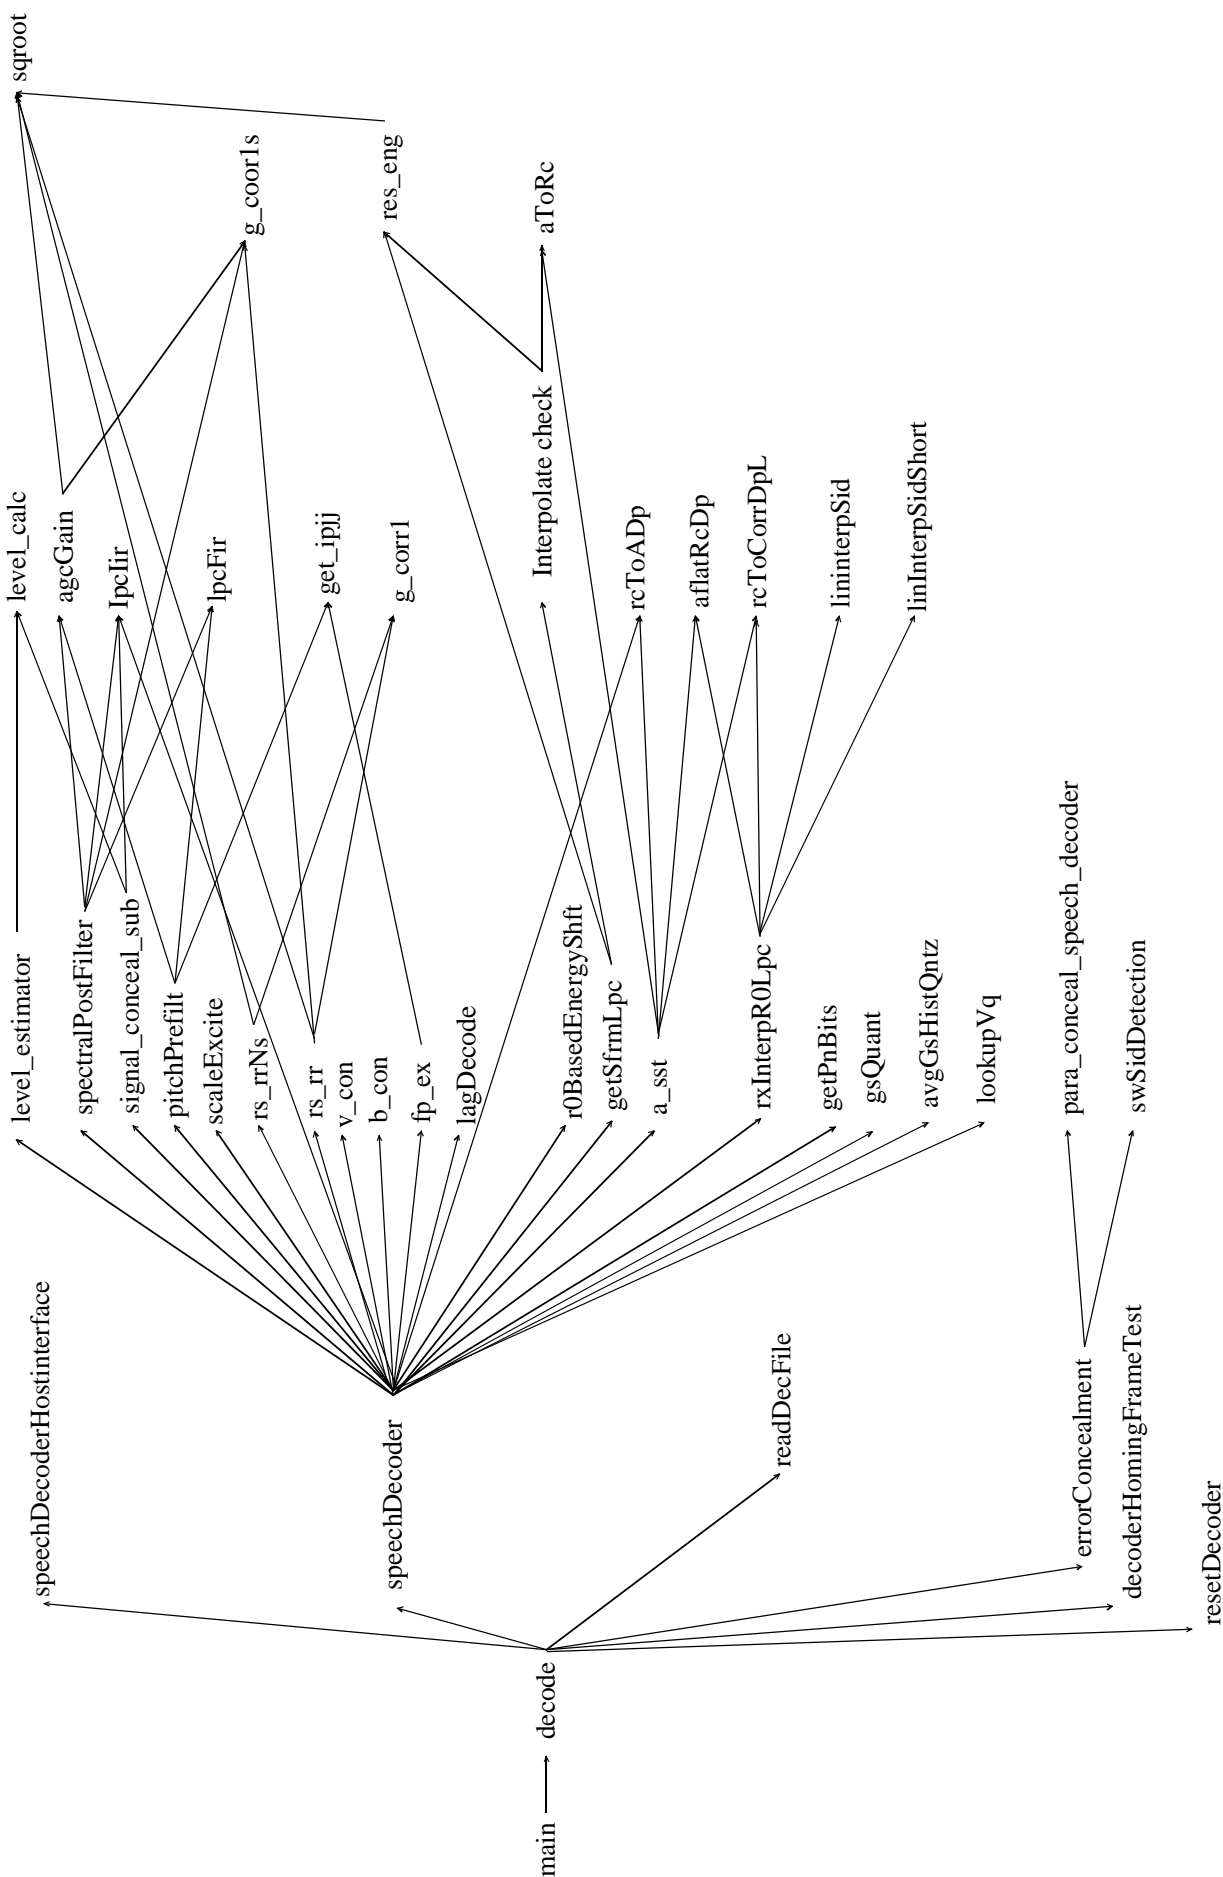 main
decode
speechDecoderHostinterface
speechDecoder
readDecFile
errorConcealment
decoderHomingFrameTest
resetDecoder
level_estimator
spectralPostFilter
signal_conceal_sub
pitchPrefilt
scaleExcite
rs_rrNs
rs_rr
v_con
b_con
fp_ex
lagDecode
r0BasedEnergyShft
getSfrmLpc
a_sst
rxInterpR0Lpc
getPnBits
gsQuant
avgGsHistQntz
lookupVq
para_conceal_speech_decoder
swSidDetection
level_calc
agcGain
IpcIir
lpcFir
get_ipjj
g_corr1
Interpolate check
rcToADp
aflatRcDp
rcToCorrDpL
lininterpSid
linInterpSidShort
sqroot
g_coor1s
res_eng
aToRc